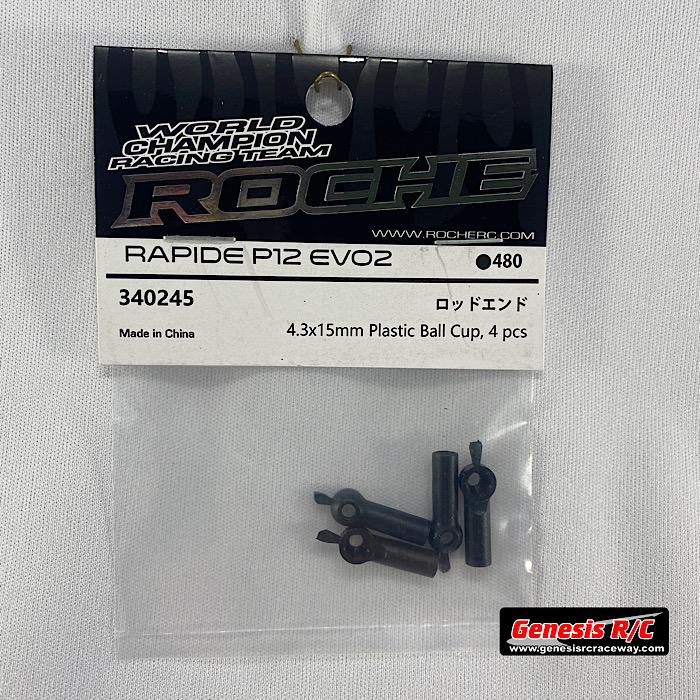 WORLD
CHAMPION
RACING TEAM
ROCHE
WWW.ROCHERC.COM
RAPIDE P12 EVO2
●480
340245
ロッドエンド
Made in China
4.3x15mm Plastic Ball Cup, 4 pcs
Genesis R/C
www.genesisrcraceway.com